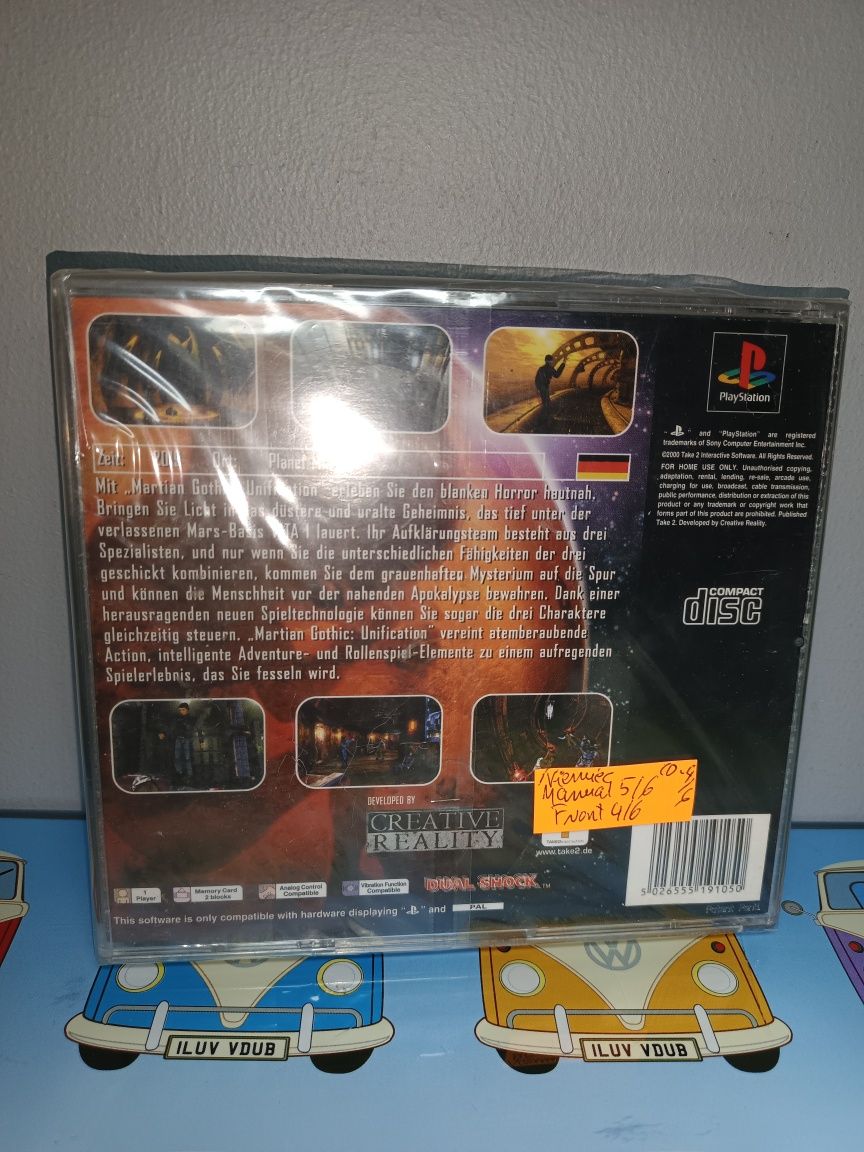 PlayStation
" " and "PlayStation" are registered
trademarks of Sony Computer Entertainment Inc.
©2000 Take 2 Interactive Software. All Rights Reserved.
FOR HOME USE ONLY. Unauthorised copying,
adaptation, rental, lending, re-sale, arcade use,
charging for use, broadcast, cable transmission,
public performance, distribution or extraction of this
product or any trademark or copyright work that
forms part of this product are prohibited. Published
Take 2. Developed by Creative Reality.
COMPACT
disc
Zeit: Ort: Planet
Mit „Martian Gothic: Unification" erleben Sie den blanken Horror hautnah.
Bringen Sie Licht in das düstere und uralte Geheimnis, das tief unter der
verlassenen Mars-Basis VITA 1 lauert. Ihr Aufklärungsteam besteht aus drei
Spezialisten, und nur wenn Sie die unterschiedlichen Fähigkeiten der drei
geschickt kombinieren, kommen Sie dem grauenhaften Mysterium auf die Spur
und können die Menschheit vor der nahenden Apokalypse bewahren. Dank einer
herausragenden neuen Spieltechnologie können Sie sogar die drei Charaktere
gleichzeitig steuern. „Martian Gothic: Unification" vereint atemberaubende
Action, intelligente Adventure- und Rollenspiel-Elemente zu einem aufregenden
Spielerlebnis, das Sie fesseln wird.
Niemiec
Manual 5/6
Front 4/6
DEVELOPED BY
CREATIVE
REALITY
www.take2.de
5 026555 191050
1
Player
Memory Card
2 blocks
Analog Control
Compatible
Vibration Function
Compatible
DUAL SHOCK™
This software is only compatible with hardware displaying " " and PAL
ILUV VDUB
ILUV VDUB